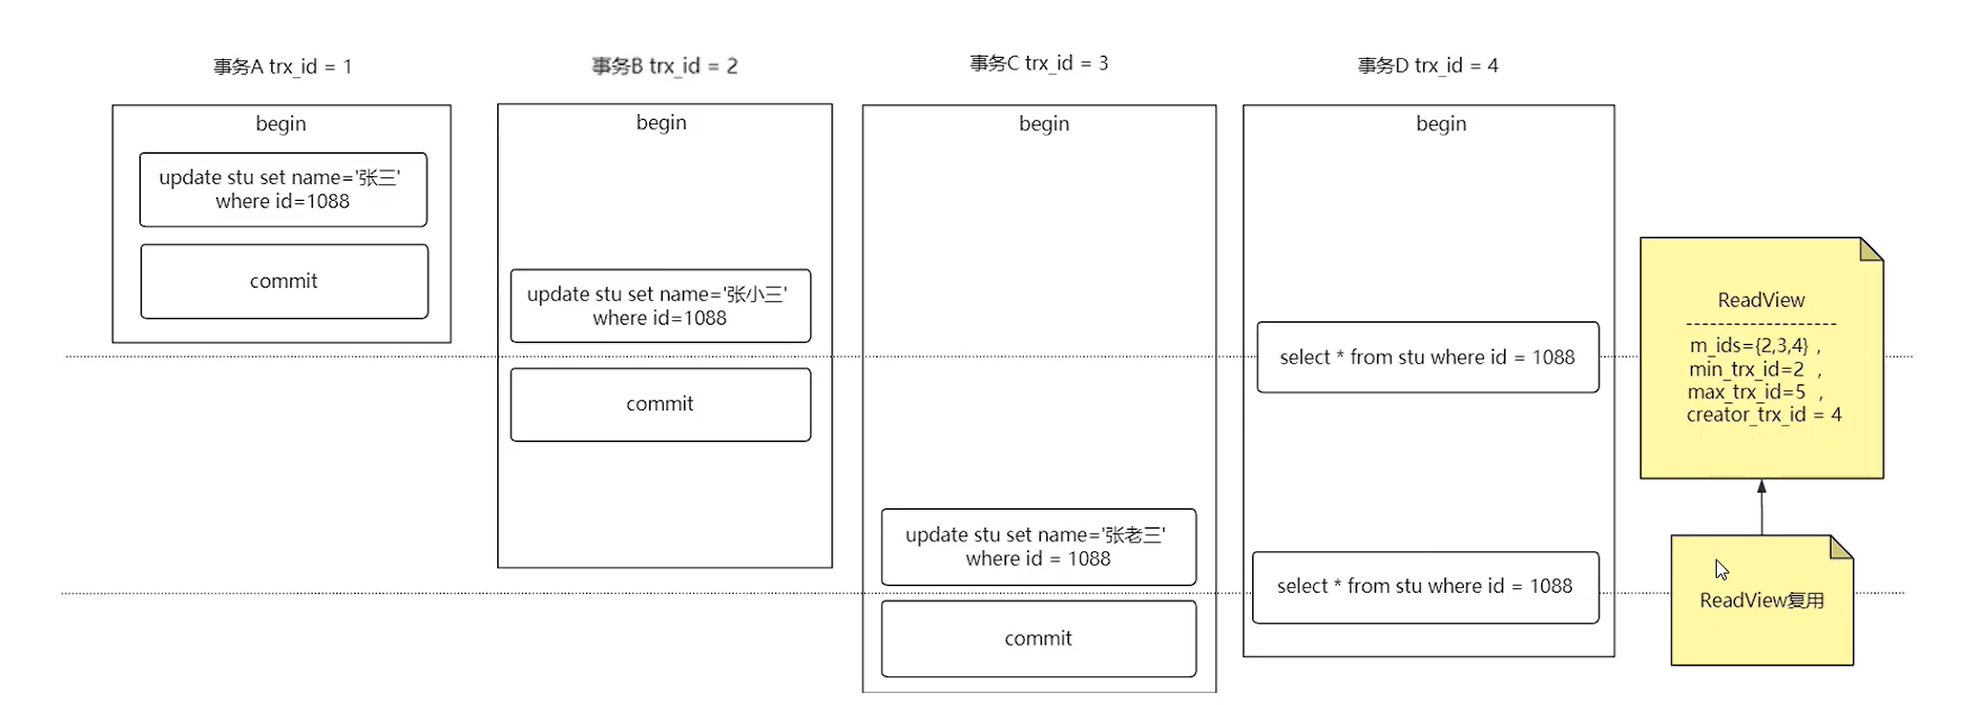 事务A trx_id = 1
begin
update stu set name='张三'
where id=1088
commit
事务B trx_id = 2
begin
update stu set name='张小三'
where id=1088
commit
事务C trx_id = 3
begin
update stu set name='张老三'
where id = 1088
commit
事务D trx_id = 4
begin
select * from stu where id = 1088
select * from stu where id = 1088
ReadView
-------------------
m_ids={2,3,4} ,
min_trx_id=2 ,
max_trx_id=5 ,
creator_trx_id = 4
ReadView复用